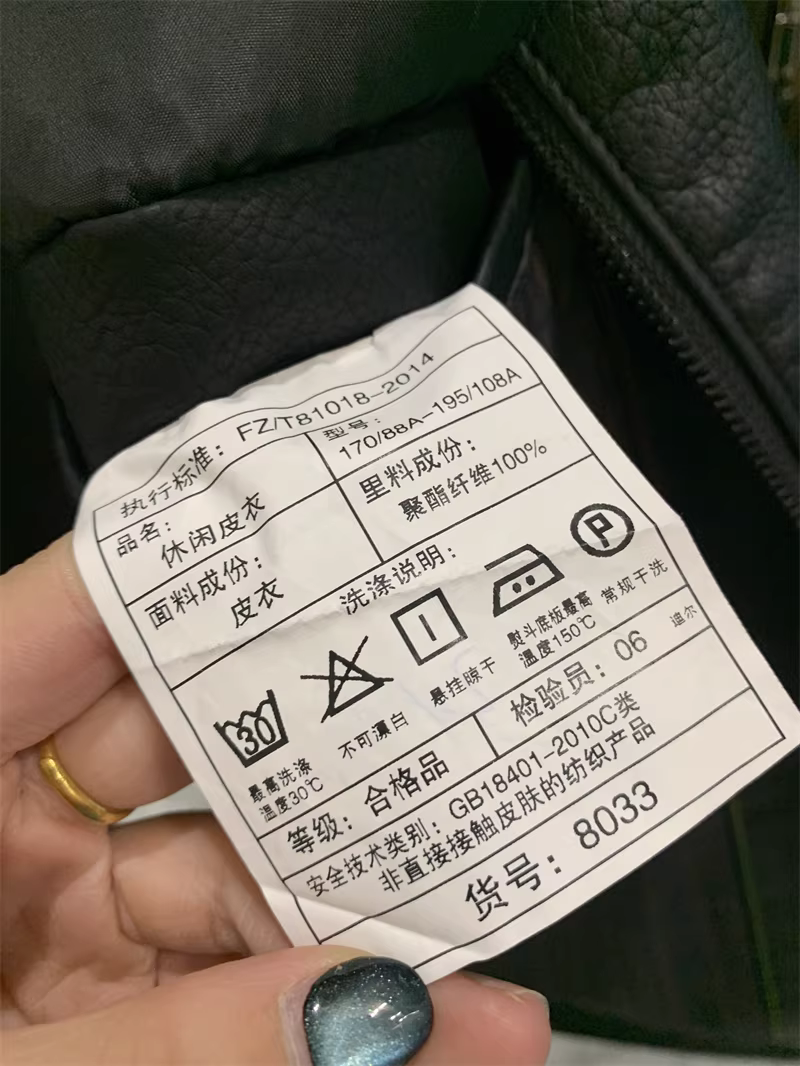 执行标准：FZ/T81018-2014
品名：
休闲皮衣
型号：
170/88A-195/108A
面料成份：
皮衣
里料成份：
聚酯纤维100%
洗涤说明：
30
P
最高洗涤
温度30℃
不可漂白
悬挂晾干
熨斗底板最高
温度150℃
常规干洗
等级：合格品
检验员：06
迪尔
安全技术类别：GB18401-2010C类
非直接接触皮肤的纺织产品
货号：8033